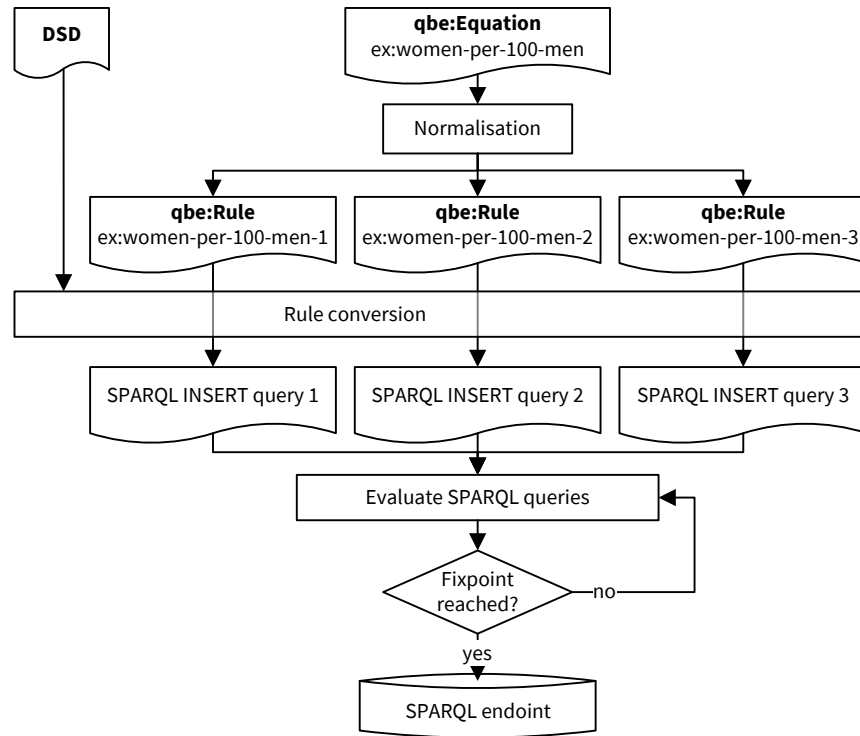 DSD
qbe:Equation
ex:women-per-100-men
Normalisation
qbe:Rule
ex:women-per-100-men-1
qbe:Rule
ex:women-per-100-men-2
qbe:Rule
ex:women-per-100-men-3
Rule conversion
SPARQL INSERT query 1
SPARQL INSERT query 2
SPARQL INSERT query 3
Evaluate SPARQL queries
Fixpoint
reached?
no
yes
SPARQL endoint